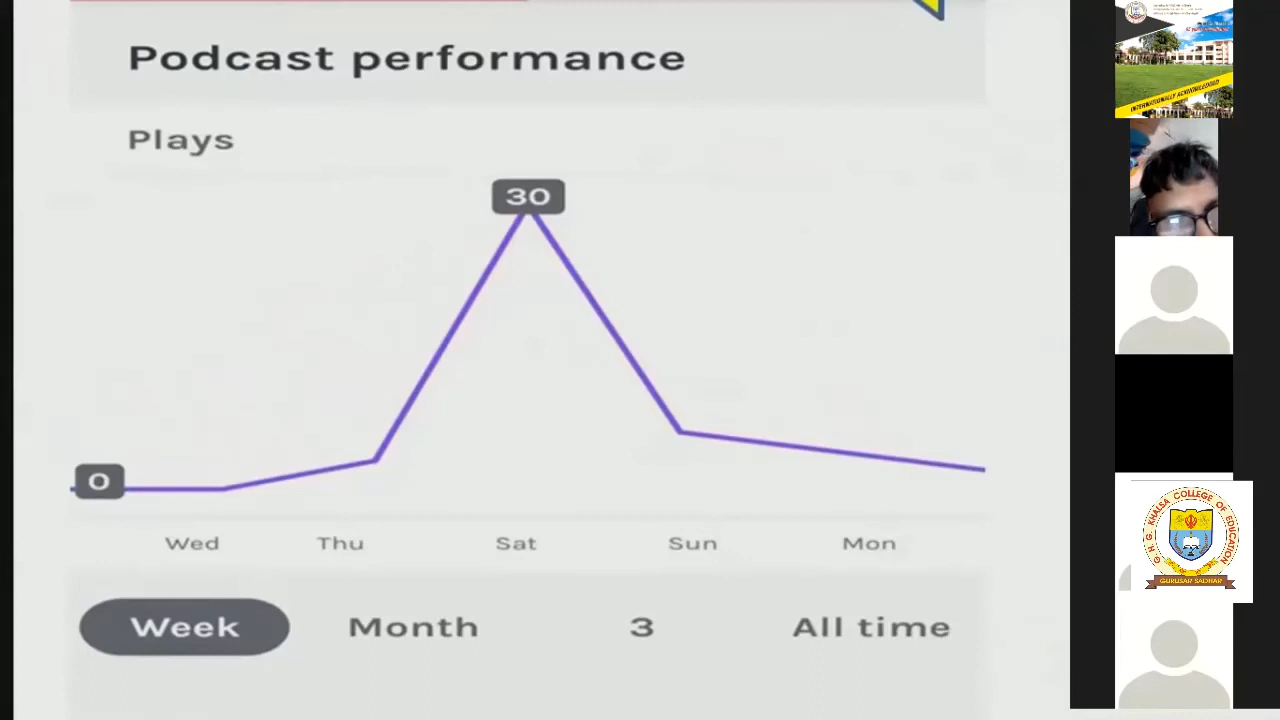 Podcast performance
Plays
30
0
Wed Thu Sat Sun Mon
Week Month 3 All time
INTERNATIONALLY ACKNOWLEDGED
G. H. G. KHALSA COLLEGE OF EDUCATION
GURUSAR SADHAR